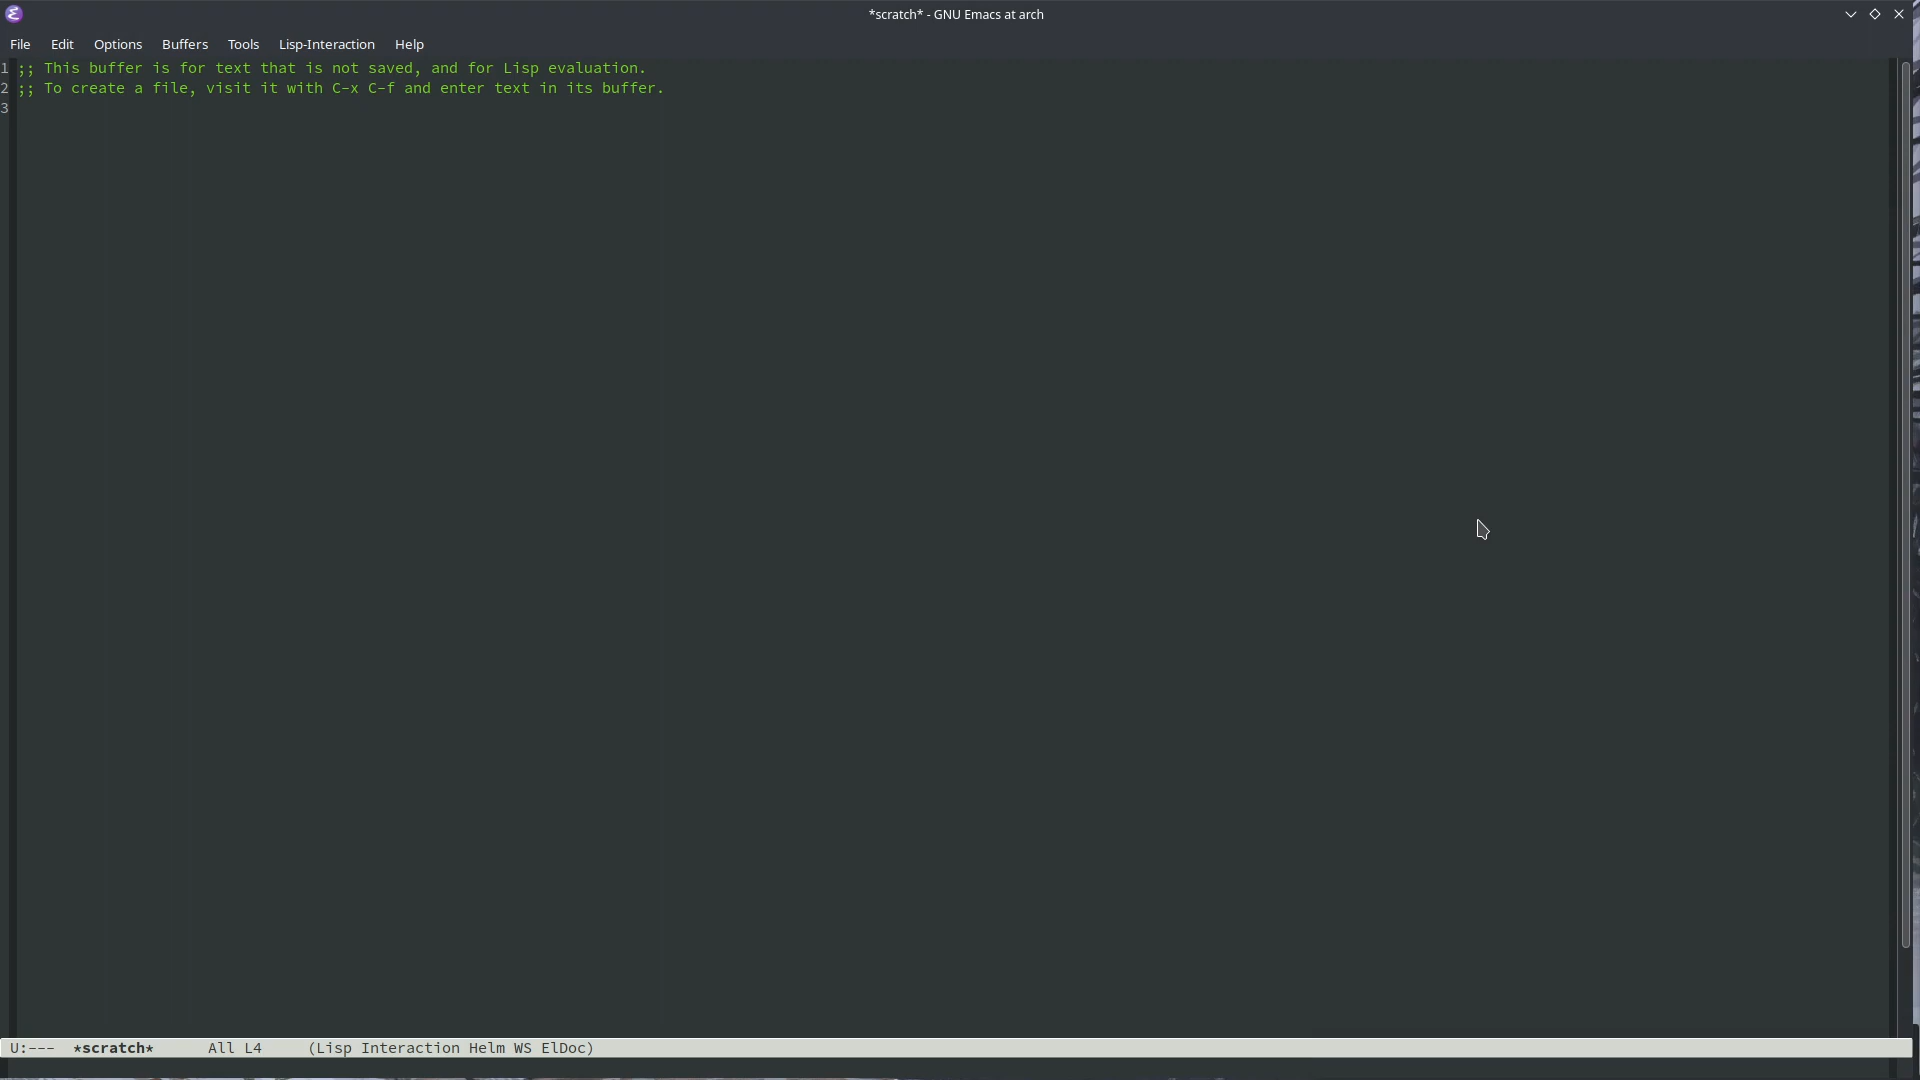 *scratch* - GNU Emacs at arch
File Edit Options Buffers Tools Lisp-Interaction Help
1 ;; This buffer is for text that is not saved, and for Lisp evaluation.
2 ;; To create a file, visit it with C-x C-f and enter text in its buffer.
3
U:--- *scratch* All L4 (Lisp Interaction Helm WS ElDoc)